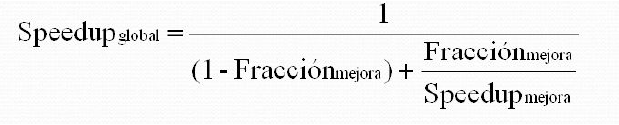 Speedup global = 1
(1 - Fracción mejora) + Fracción mejora
Speedup mejora